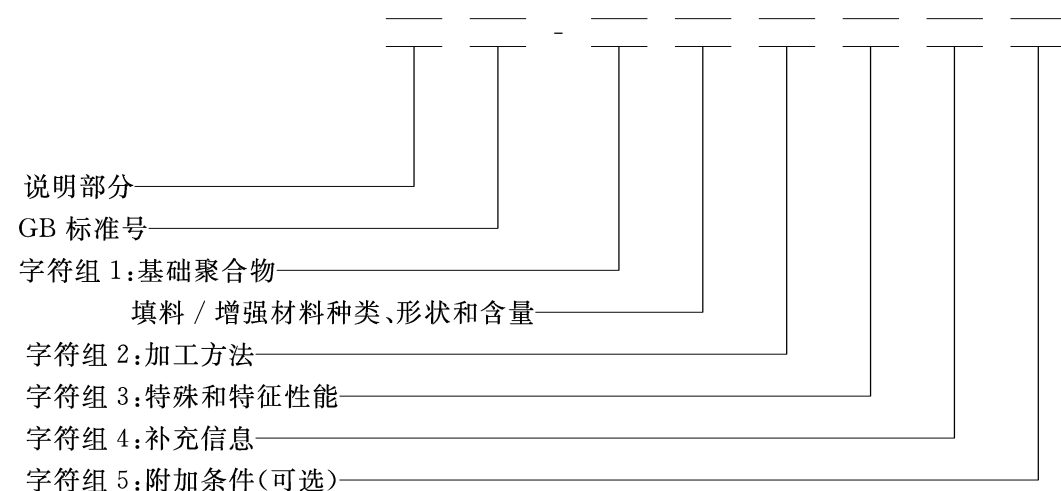 -
说明部分
GB 标准号
字符组 1:基础聚合物
填料 / 增强材料种类、形状和含量
字符组 2:加工方法
字符组 3:特殊和特征性能
字符组 4:补充信息
字符组 5:附加条件(可选)